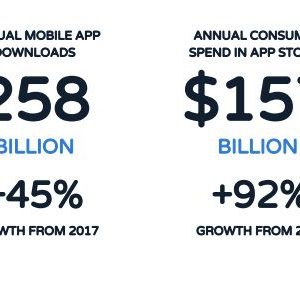 UAL MOBILE APP
DOWNLOADS
258
BILLION
+45%
WTH FROM 2017
ANNUAL CONSUM
SPEND IN APP STO
$15
BILLION
+92%
GROWTH FROM 2